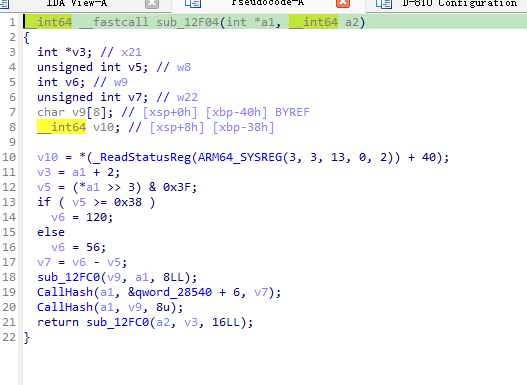 IDA View-A
Pseudocode-A
D-810 Configuration
1 __int64 __fastcall sub_12F04(int *a1, __int64 a2)
2 {
3 int *v3; // x21
4 unsigned int v5; // w8
5 int v6; // w9
6 unsigned int v7; // w22
7 char v9[8]; // [xsp+0h] [xbp-40h] BYREF
8 __int64 v10; // [xsp+8h] [xbp-38h]
9
10 v10 = *(_ReadStatusReg(ARM64_SYSREG(3, 3, 13, 0, 2)) + 40);
11 v3 = a1 + 2;
12 v5 = (*a1 >> 3) & 0x3F;
13 if ( v5 >= 0x38 )
14 v6 = 120;
15 else
16 v6 = 56;
17 v7 = v6 - v5;
18 sub_12FC0(v9, a1, 8LL);
19 CallHash(a1, &qword_28540 + 6, v7);
20 CallHash(a1, v9, 8u);
21 return sub_12FC0(a2, v3, 16LL);
22 }